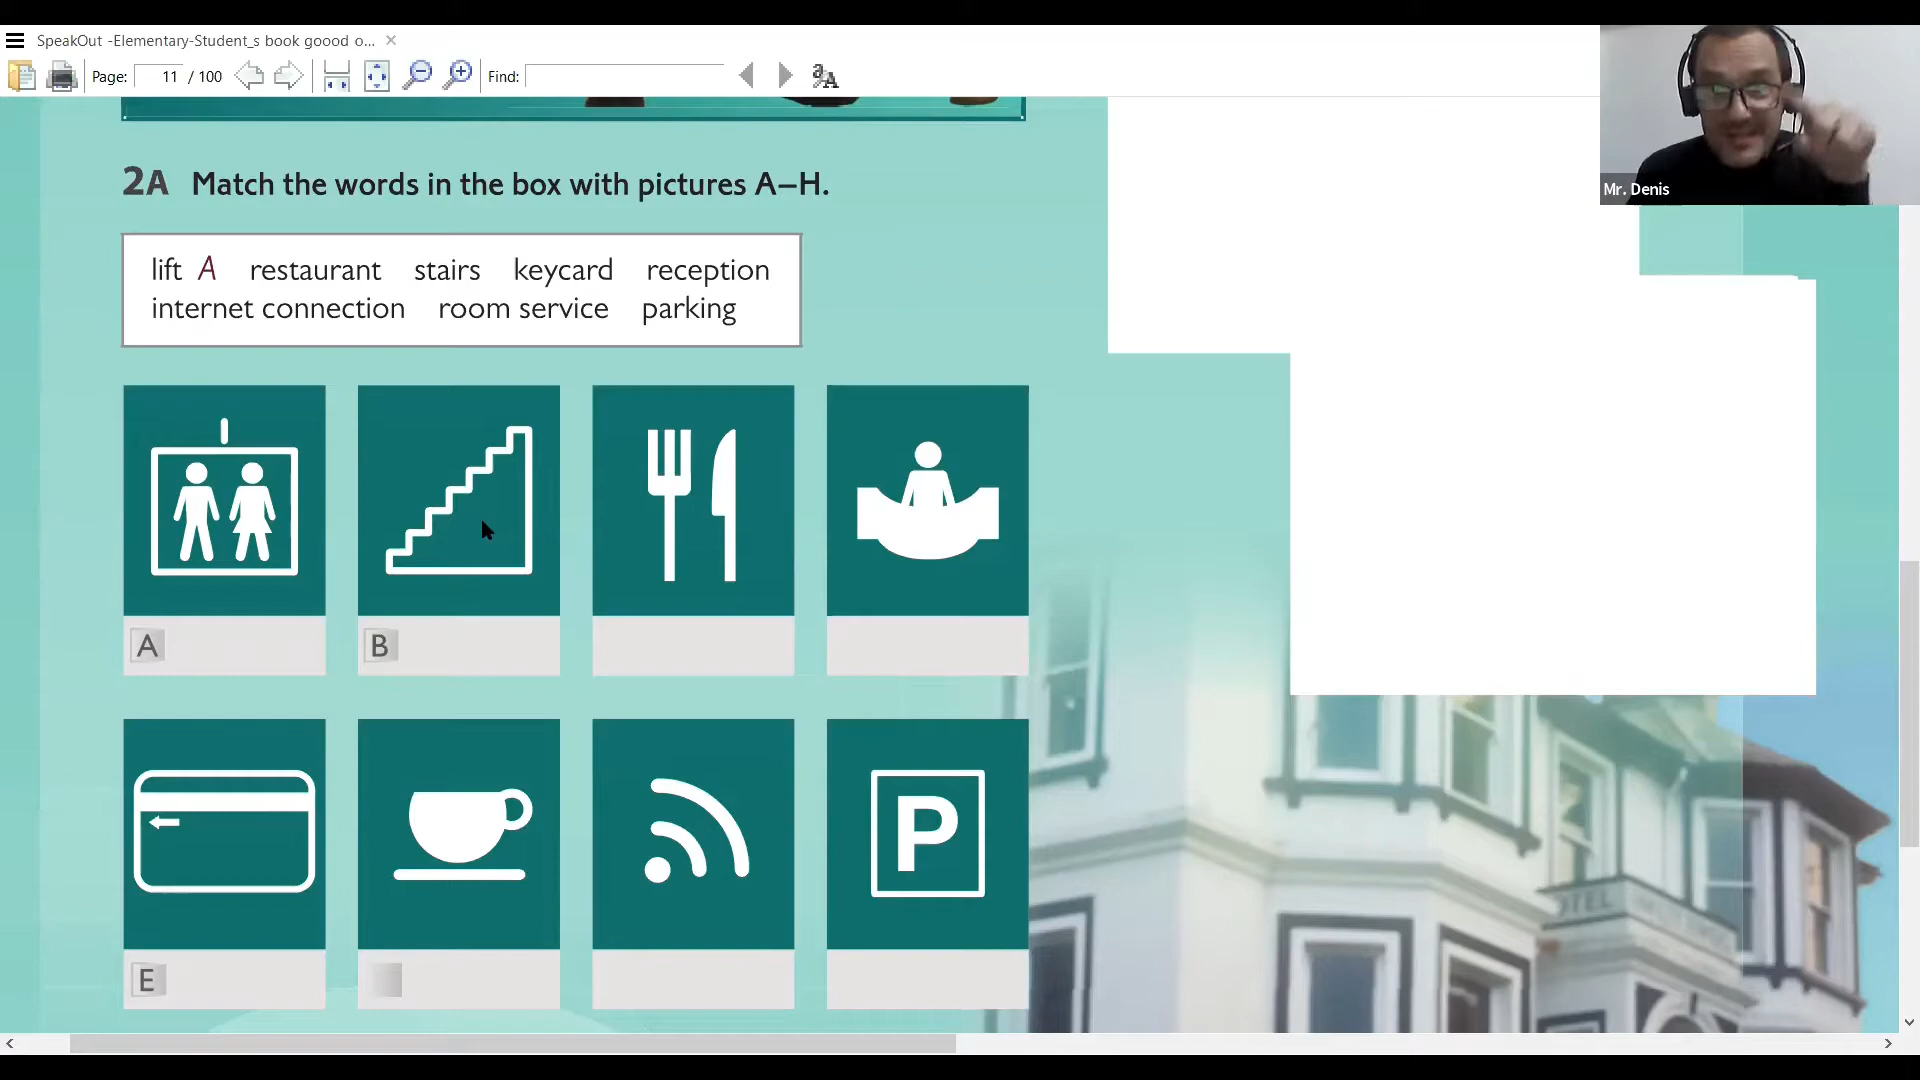 SpeakOut -Elementary-Student_s book goood o...
Page: 11 / 100 Find:
Mr. Denis
2A Match the words in the box with pictures A–H.
lift A restaurant stairs keycard reception
internet connection room service parking
A B
P
E